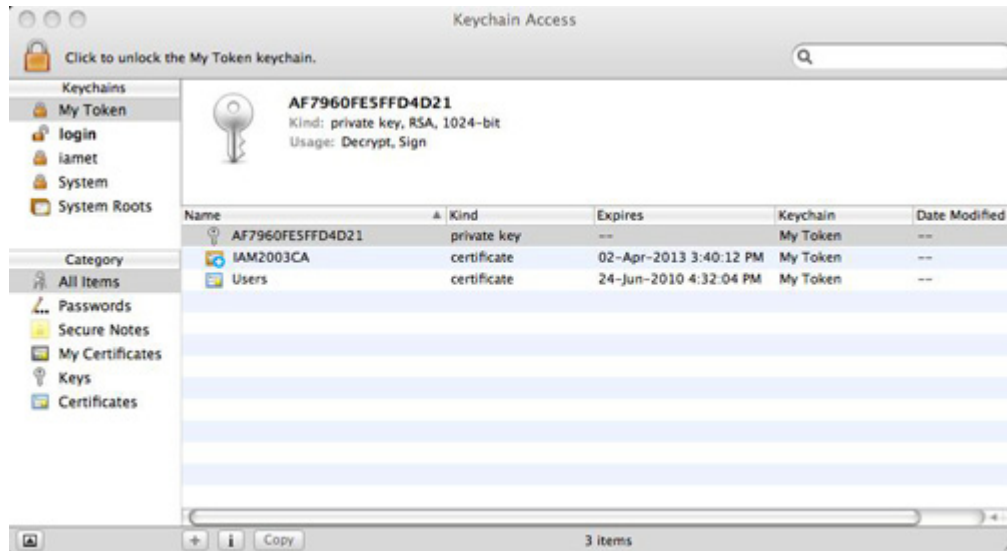 Keychain Access
Click to unlock the My Token keychain.
Keychains
My Token
login
iamet
System
System Roots
Category
All Items
Passwords
Secure Notes
My Certificates
Keys
Certificates
AF7960FE5FFD4D21
Kind: private key, RSA, 1024-bit
Usage: Decrypt, Sign
Name Kind Expires Keychain Date Modified
AF7960FE5FFD4D21 private key -- My Token --
IAM2003CA certificate 02-Apr-2013 3:40:12 PM My Token --
Users certificate 24-Jun-2010 4:32:04 PM My Token --
+ i Copy 3 items